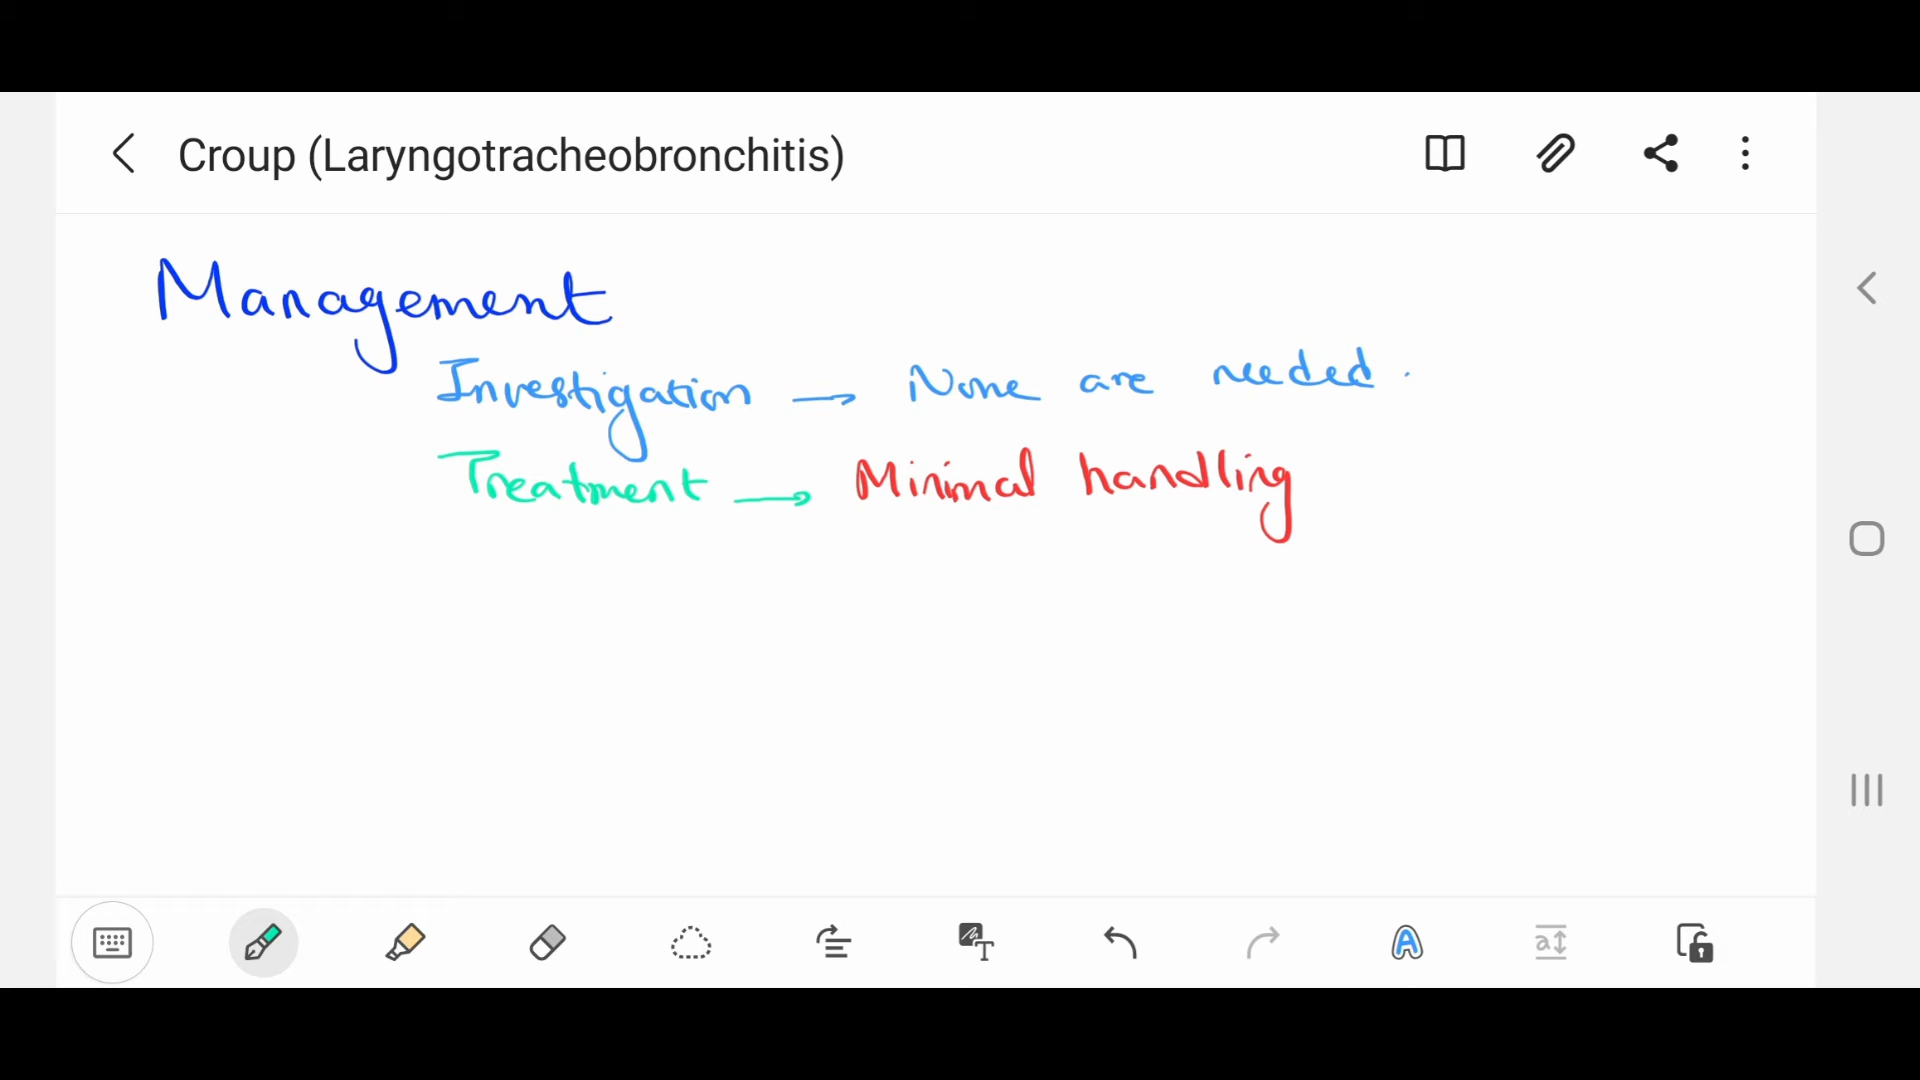 Croup (Laryngotracheobronchitis)
Management
Investigation → None are needed.
Treatment → Minimal handling